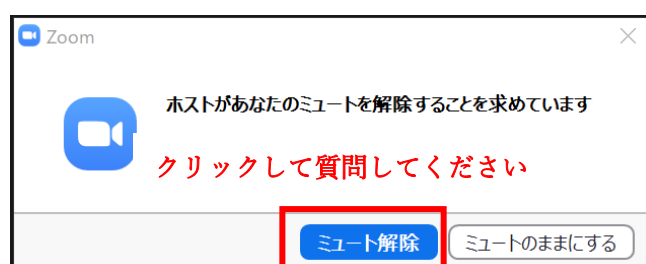 Zoom
ホストがあなたのミュートを解除することを求めています
クリックして質問してください
ミュート解除 ミュートのままにする